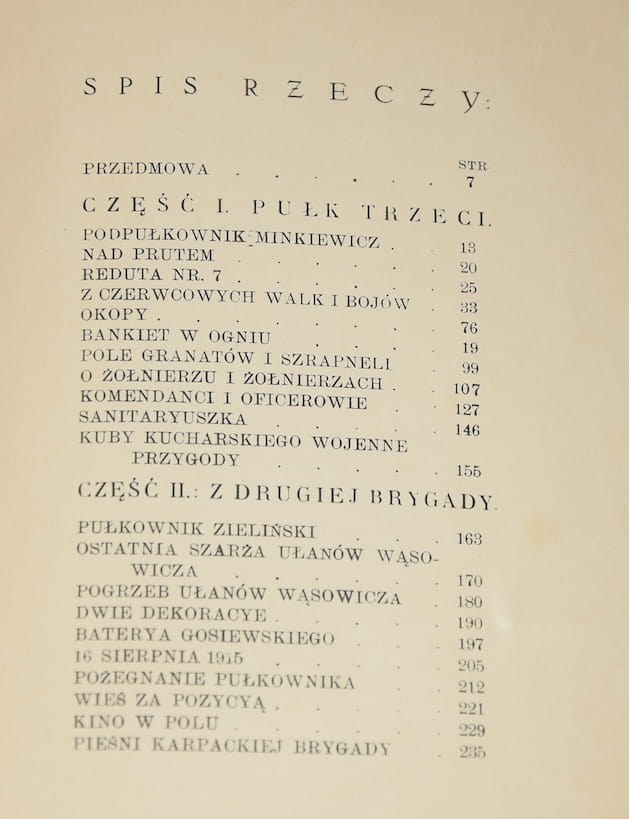 SPIS RZECZY:
STR
PRZEDMOWA . . . . . . 7
CZĘŚĆ I. PUŁK TRZECI.
PODPUŁKOWNIK MINKIEWICZ . . 13
NAD PRUTEM . . . . . 20
REDUTA NR. 7 . . . . . 25
Z CZERWCOWYCH WALK I BOJÓW . 33
OKOPY . . . . . . . 76
BANKIET W OGNIU . . . . 19
POLE GRANATÓW I SZRAPNELI . 99
O ŻOŁNIERZU I ŻOŁNIERZACH . . 107
KOMENDANCI I OFICEROWIE . . 127
SANITARYUSZKA . . . . . 146
KUBY KUCHARSKIEGO WOJENNE
PRZYGODY . . . . . 155
CZĘŚĆ II.: Z DRUGIEJ BRYGADY.
PUŁKOWNIK ZIELIŃSKI . . . 163
OSTATNIA SZARŻA UŁANÓW WĄSO-
WICZA . . . . . . 170
POGRZEB UŁANÓW WĄSOWICZA . 180
DWIE DEKORACYE . . . . . 190
BATERYA GOSIEWSKIEGO . . . 197
16 SIERPNIA 1915 . . . . . 205
POŻEGNANIE PUŁKOWNIKA . . 212
WIEŚ ZA POZYCYĄ . . . . . 221
KINO W POLU . . . . . . 229
PIEŚNI KARPACKIEJ BRYGADY . 235